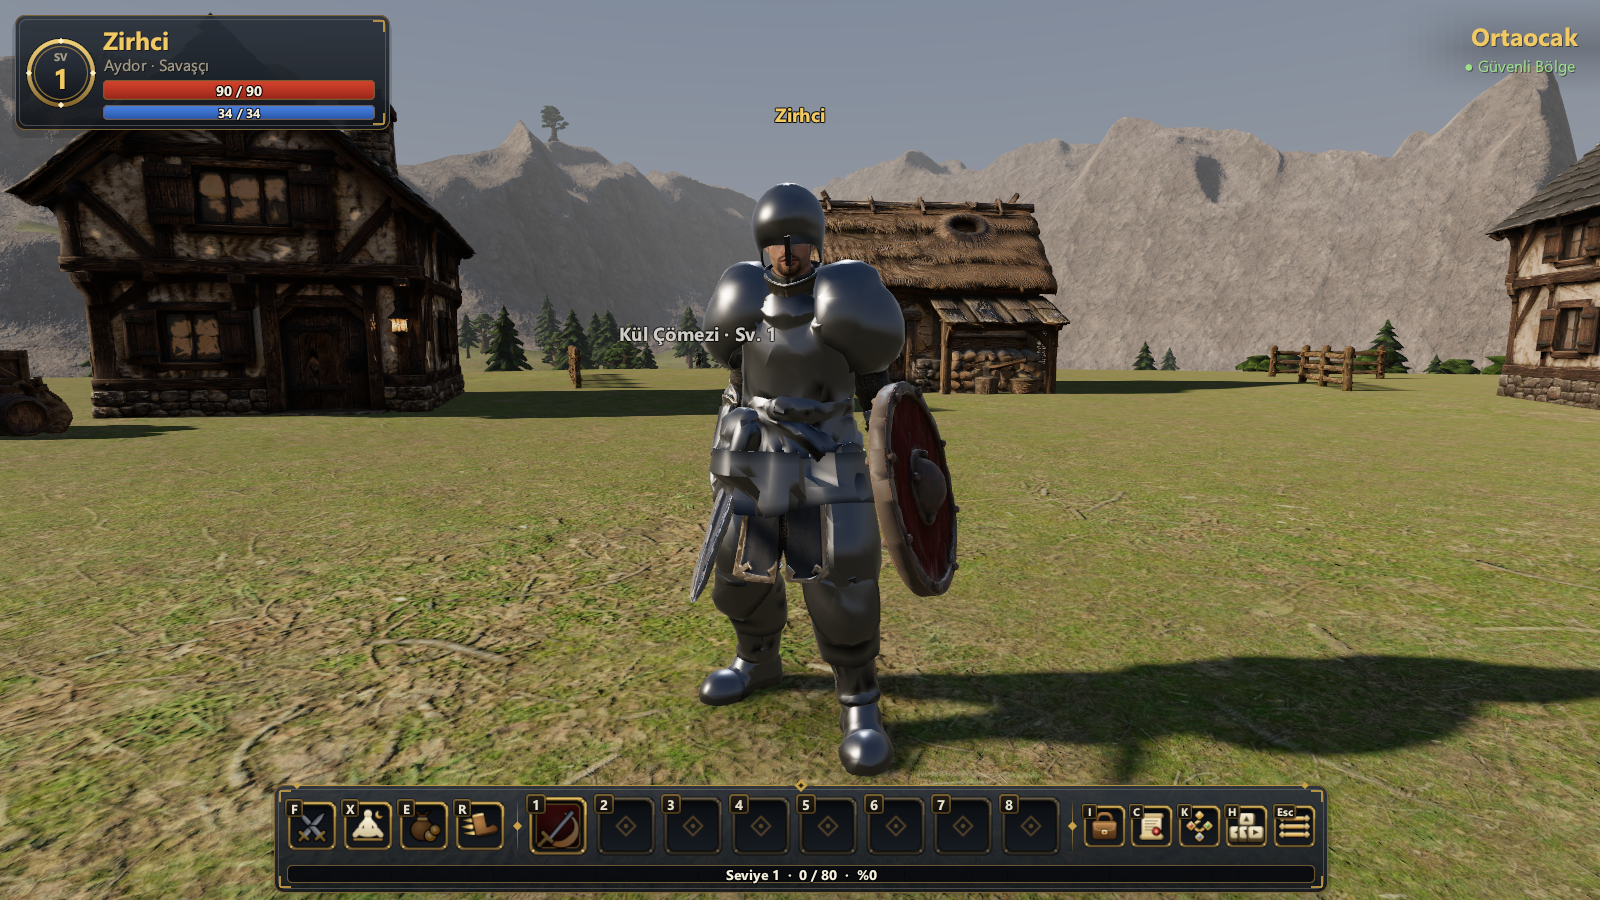 SV
1
Zirhci
Aydor · Savaşçı
90 / 90
34 / 34
Ortaocak
Güvenli Bölge
Zirhci
Kül Çömezi · Sv. 1
F X E R 1 2 3 4 5 6 7 8 I C K H Esc
Seviye 1 · 0 / 80 · %0